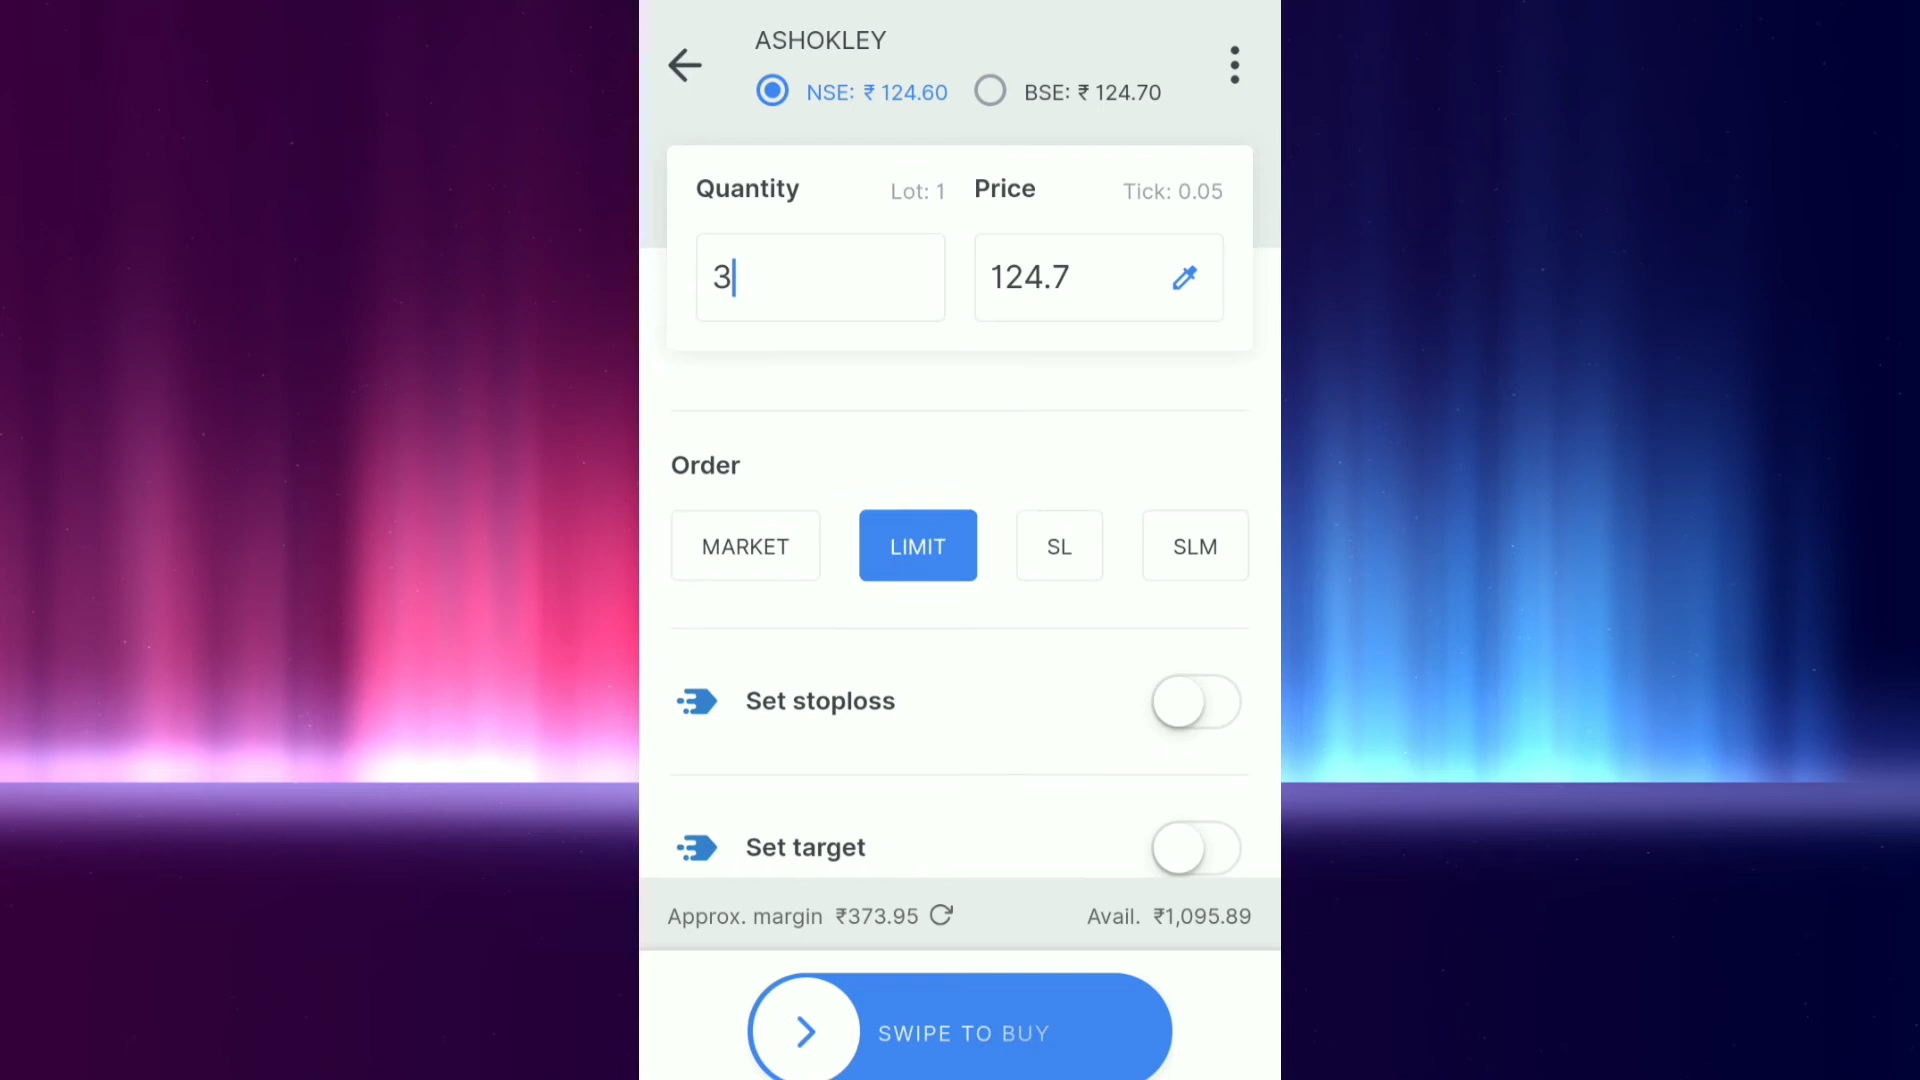 ASHOKLEY
NSE: ₹ 124.60 BSE: ₹ 124.70
Quantity Lot: 1 Price Tick: 0.05
3 124.7
Order
MARKET LIMIT SL SLM
Set stoploss
Set target
Approx. margin ₹373.95 Avail. ₹1,095.89
SWIPE TO BUY